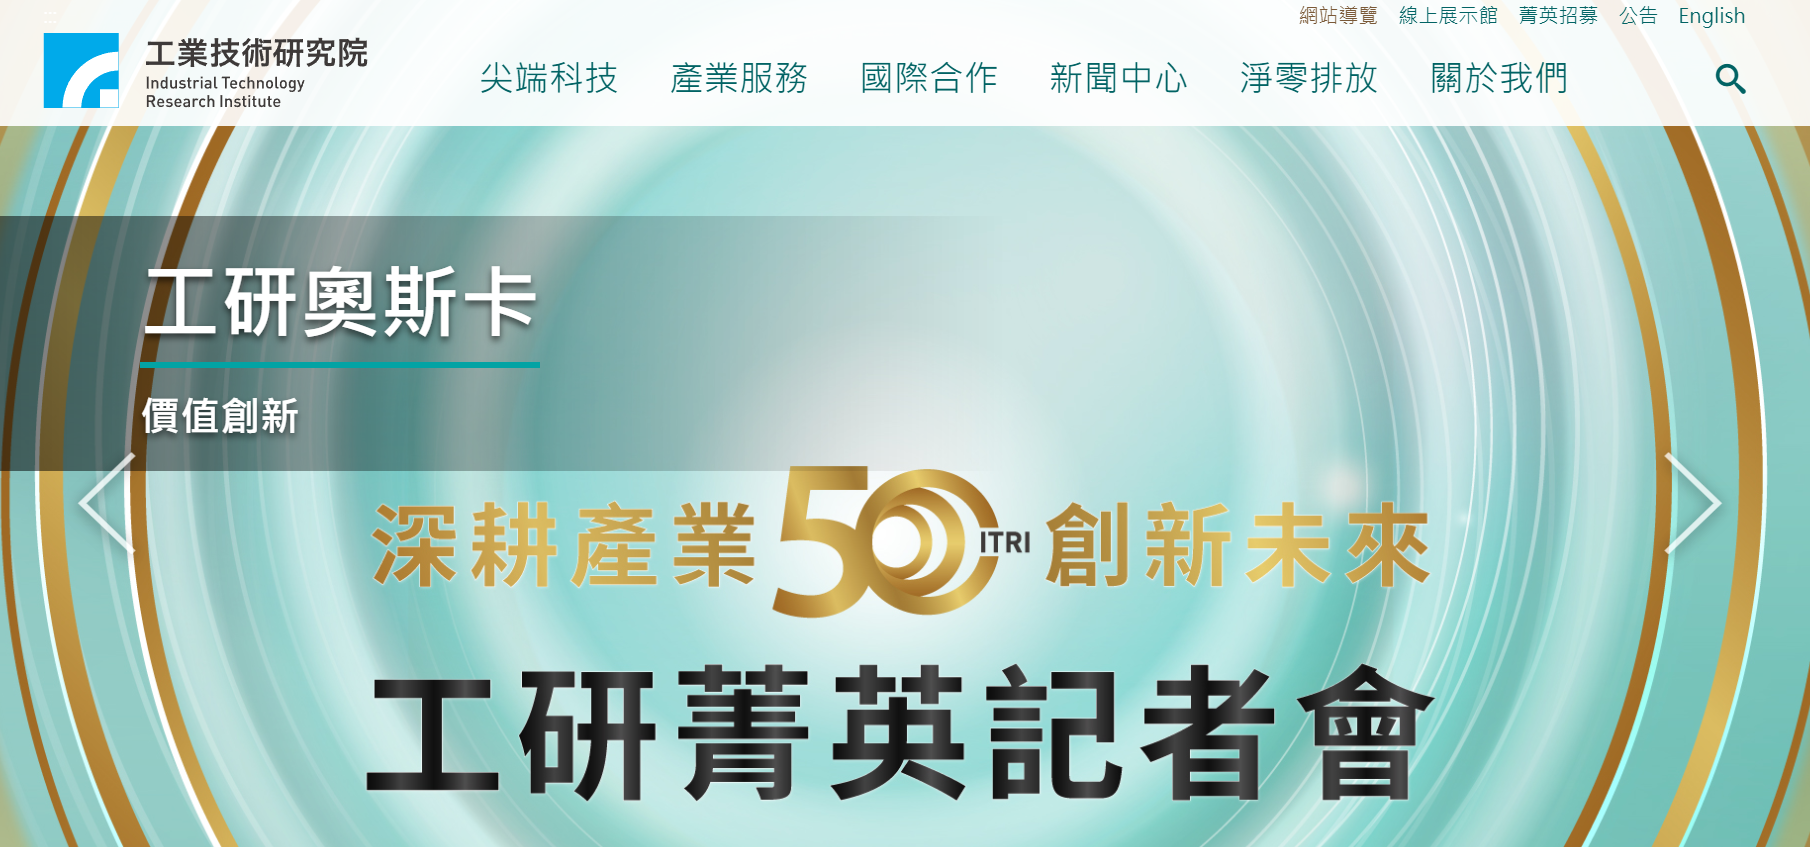 網站導覽 線上展示館 菁英招募 公告 English
工業技術研究院
Industrial Technology
Research Institute
尖端科技 產業服務 國際合作 新聞中心 淨零排放 關於我們
工研奧斯卡
價值創新
深耕產業50 ITRI 創新未來
工研菁英記者會